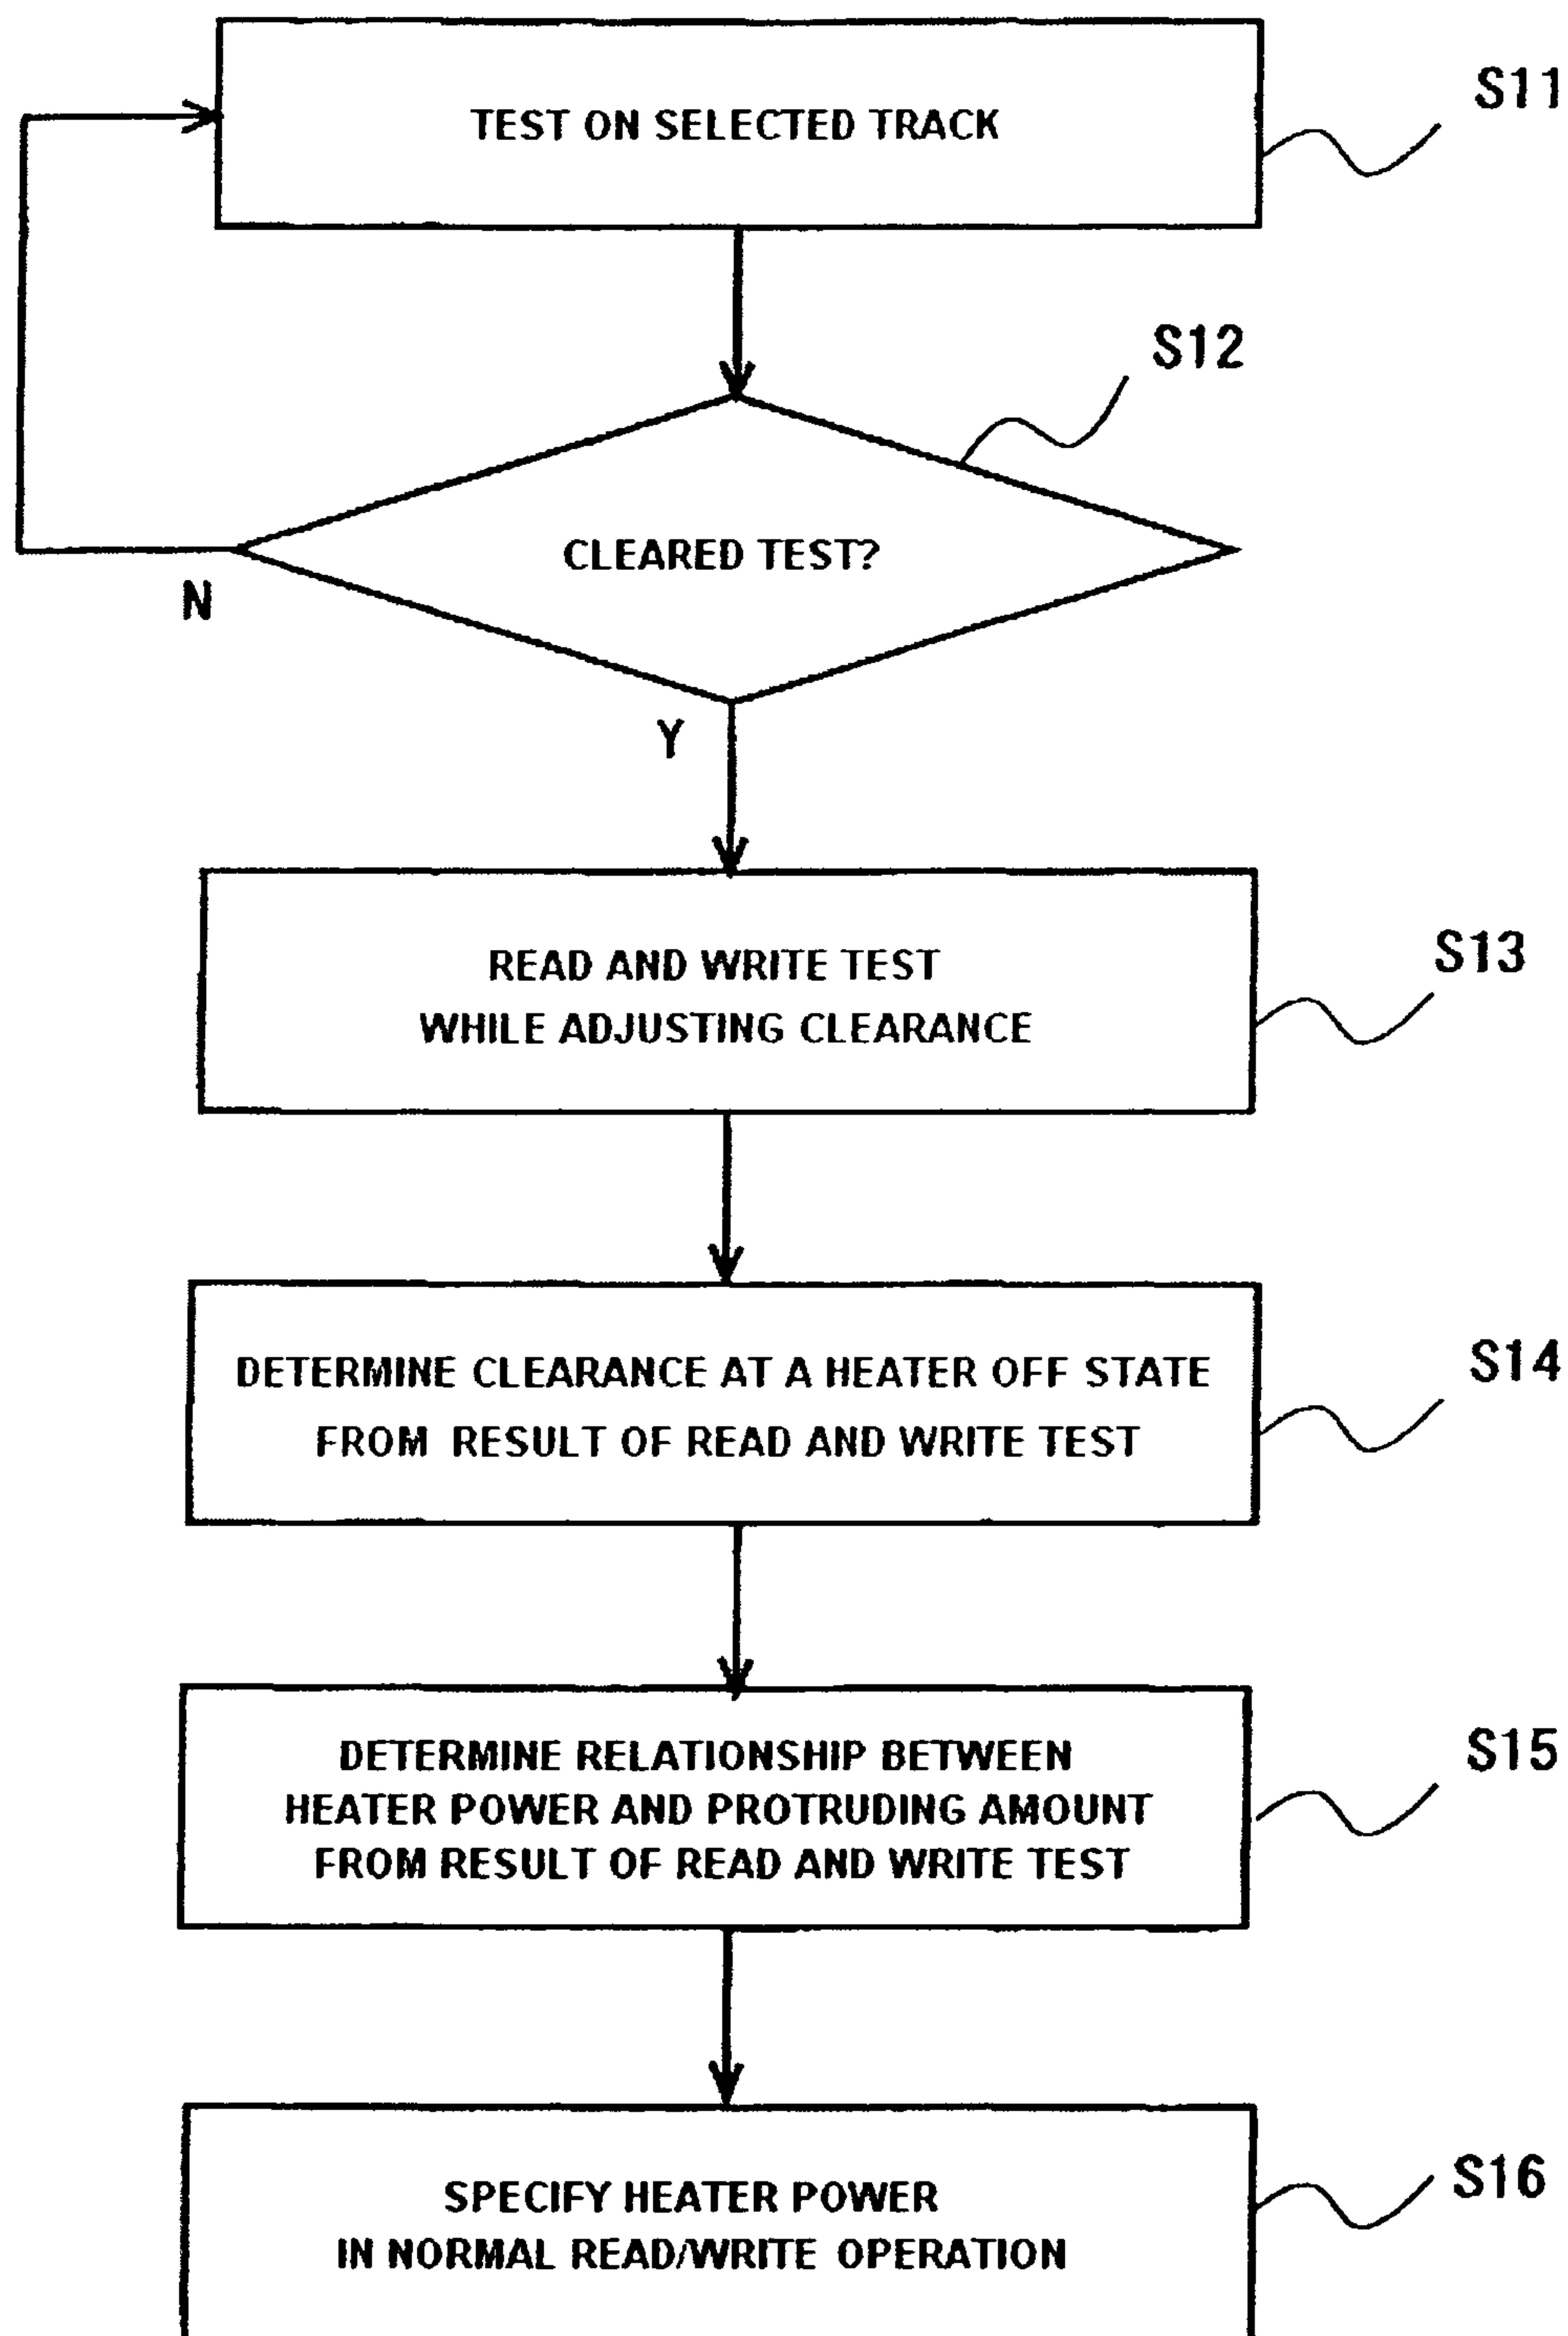 S11
TEST ON SELECTED TRACK
S12
CLEARED TEST?
N
Y
S13
READ AND WRITE TEST
WHILE ADJUSTING CLEARANCE
S14
DETERMINE CLEARANCE AT A HEATER OFF STATE
FROM RESULT OF READ AND WRITE TEST
S15
DETERMINE RELATIONSHIP BETWEEN
HEATER POWER AND PROTRUDING AMOUNT
FROM RESULT OF READ AND WRITE TEST
S16
SPECIFY HEATER POWER
IN NORMAL READ/WRITE OPERATION